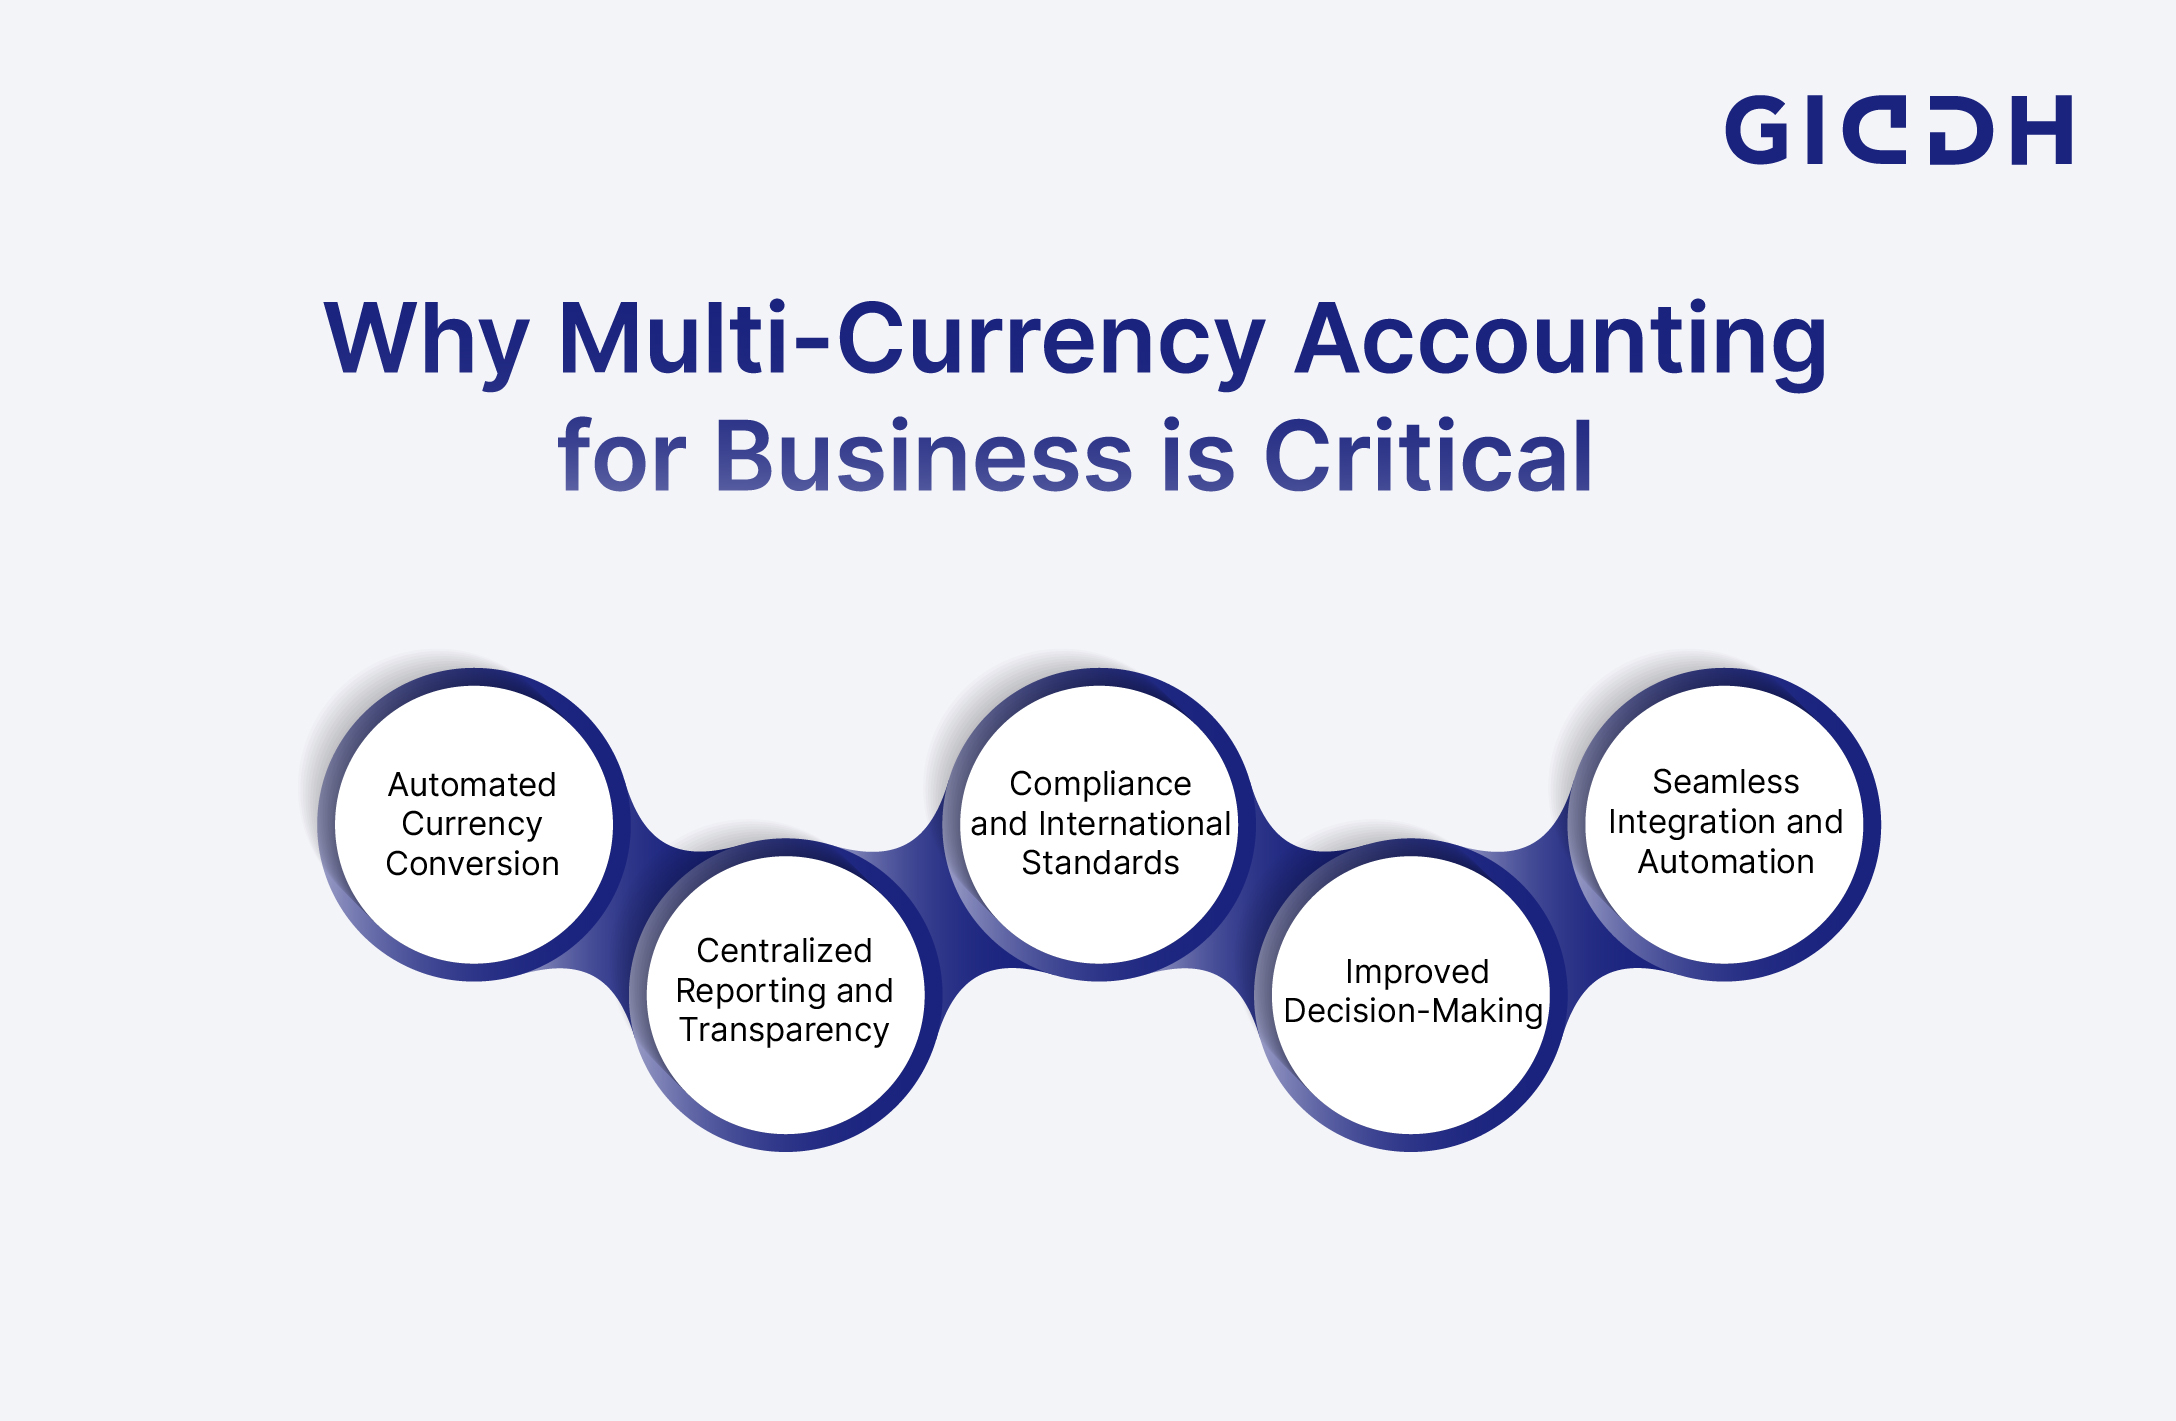 GIDDH
Why Multi-Currency Accounting
for Business is Critical
Automated
Currency
Conversion
Centralized
Reporting and
Transparency
Compliance
and International
Standards
Improved
Decision-Making
Seamless
Integration and
Automation